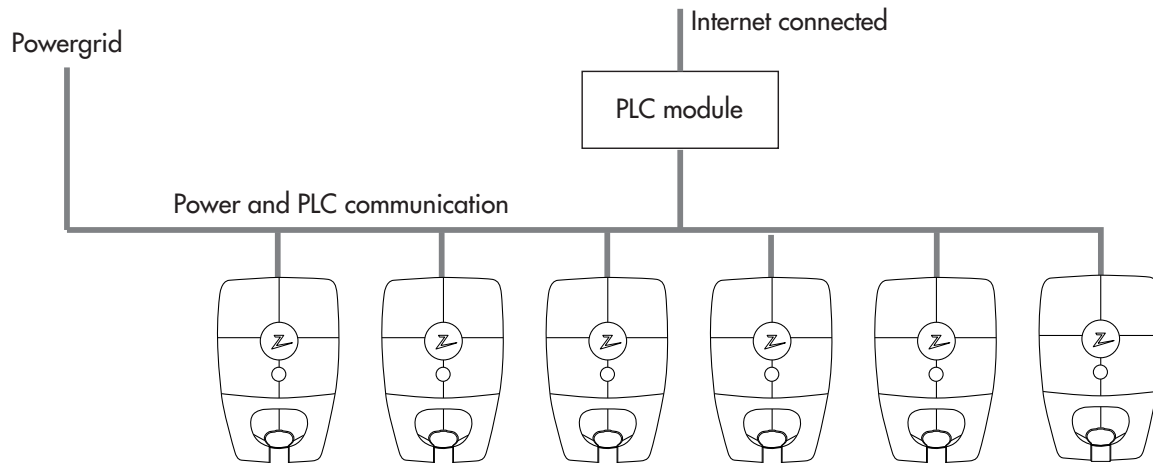 Internet connected
Powergrid
PLC module
Power and PLC communication